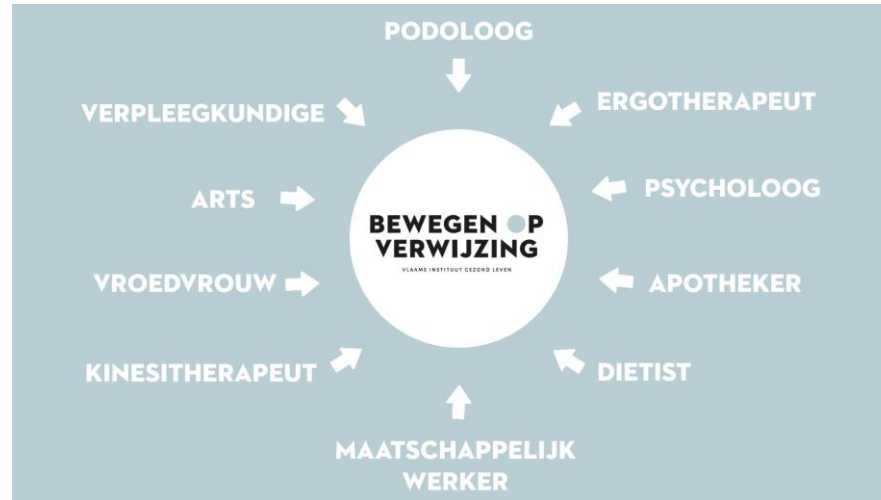 PODOLOOG
VERPLEEGKUNDIGE
ERGOTHERAPEUT
ARTS
PSYCHOLOOG
BEWEGEN OP
VERWIJZING
VLAAMS INSTITUUT GEZOND LEVEN
VROEDVROUW
APOTHEKER
KINESITHERAPEUT
DIETIST
MAATSCHAPPELIJK
WERKER